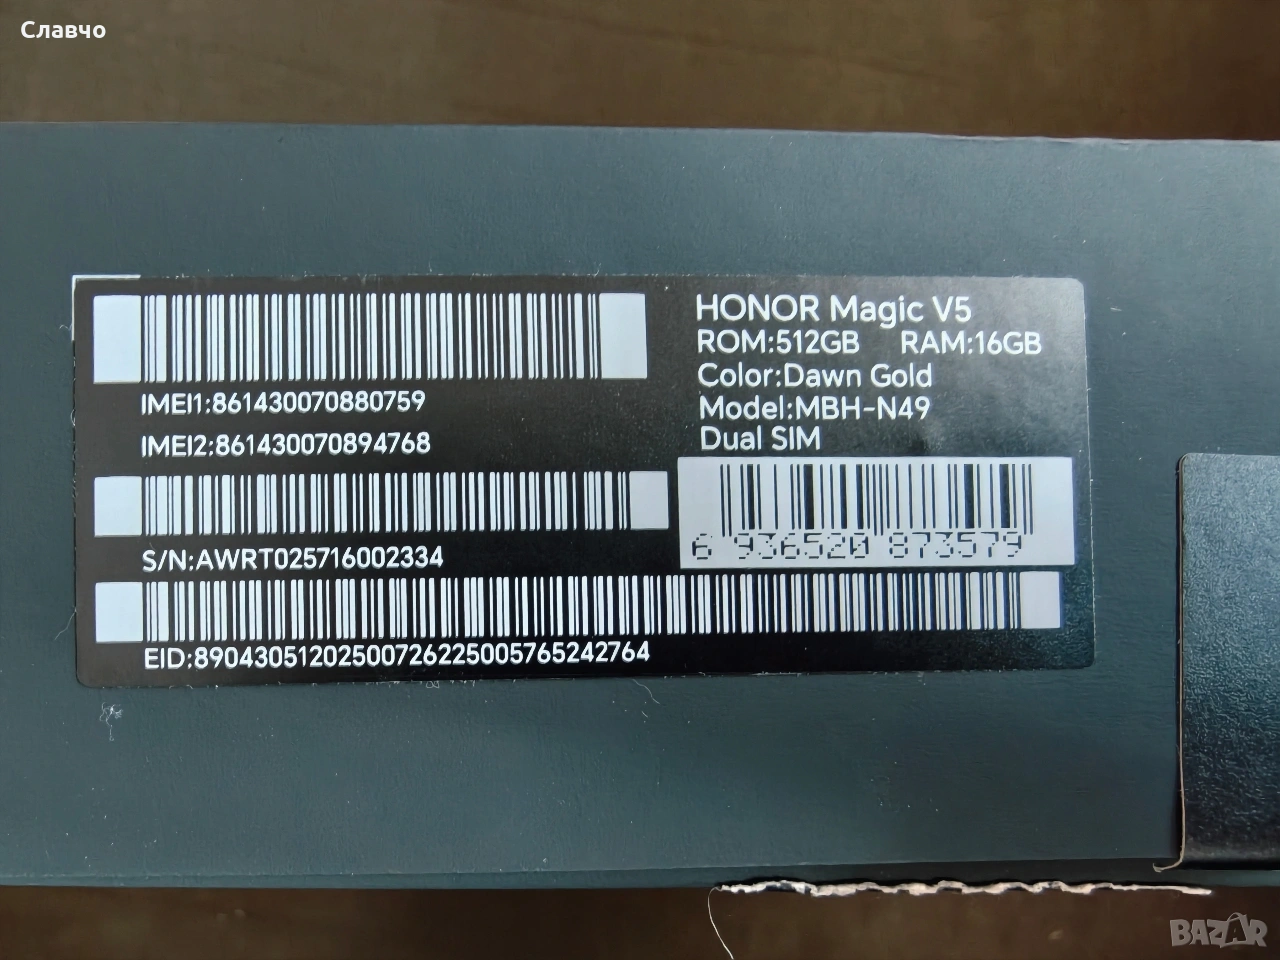 Славчо
HONOR Magic V5
ROM:512GB RAM:16GB
Color:Dawn Gold
Model:MBH-N49
Dual SIM
6 936520 873579
IMEI1:861430070880759
IMEI2:861430070894768
S/N:AWRT025716002334
EID:89043051202500726225005765242764
BAZAR